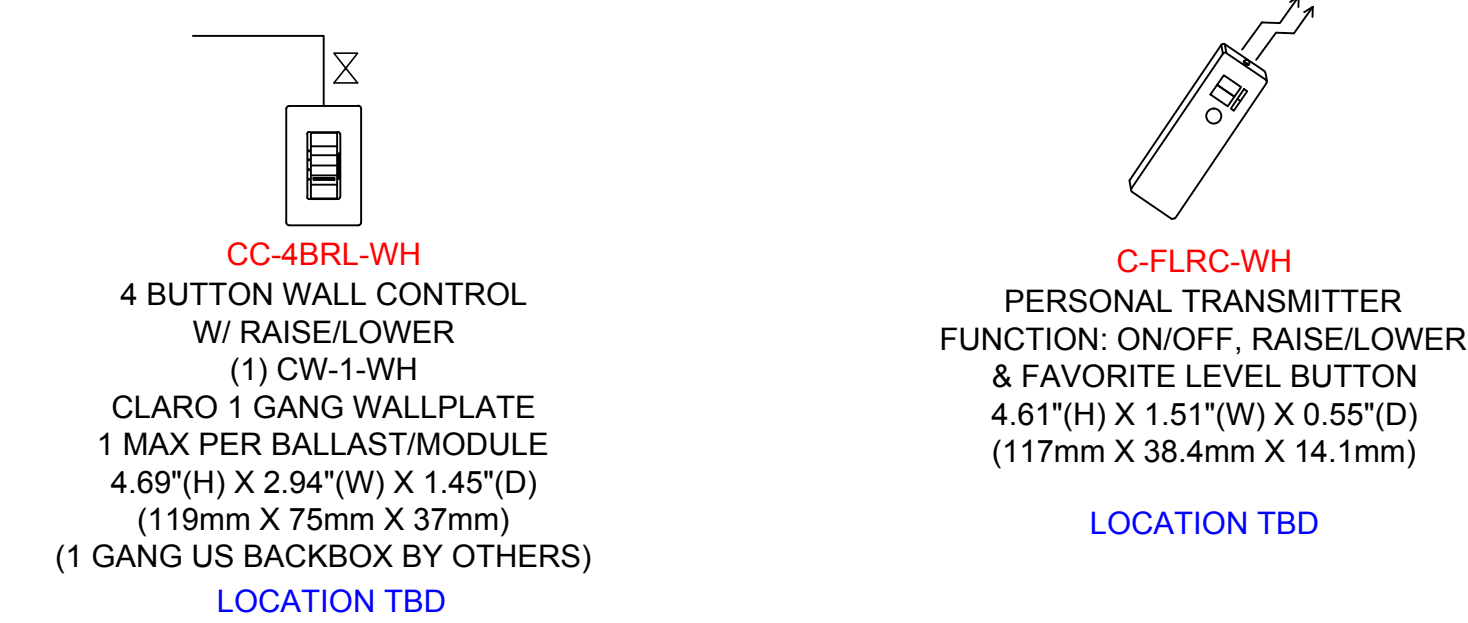 CC-4BRL-WH
4 BUTTON WALL CONTROL
W/ RAISE/LOWER
(1) CW-1-WH
CLARO 1 GANG WALLPLATE
1 MAX PER BALLAST/MODULE
4.69"(H) X 2.94"(W) X 1.45"(D)
(119mm X 75mm X 37mm)
(1 GANG US BACKBOX BY OTHERS)
LOCATION TBD
C-FLRC-WH
PERSONAL TRANSMITTER
FUNCTION: ON/OFF, RAISE/LOWER
& FAVORITE LEVEL BUTTON
4.61"(H) X 1.51"(W) X 0.55"(D)
(117mm X 38.4mm X 14.1mm)
LOCATION TBD